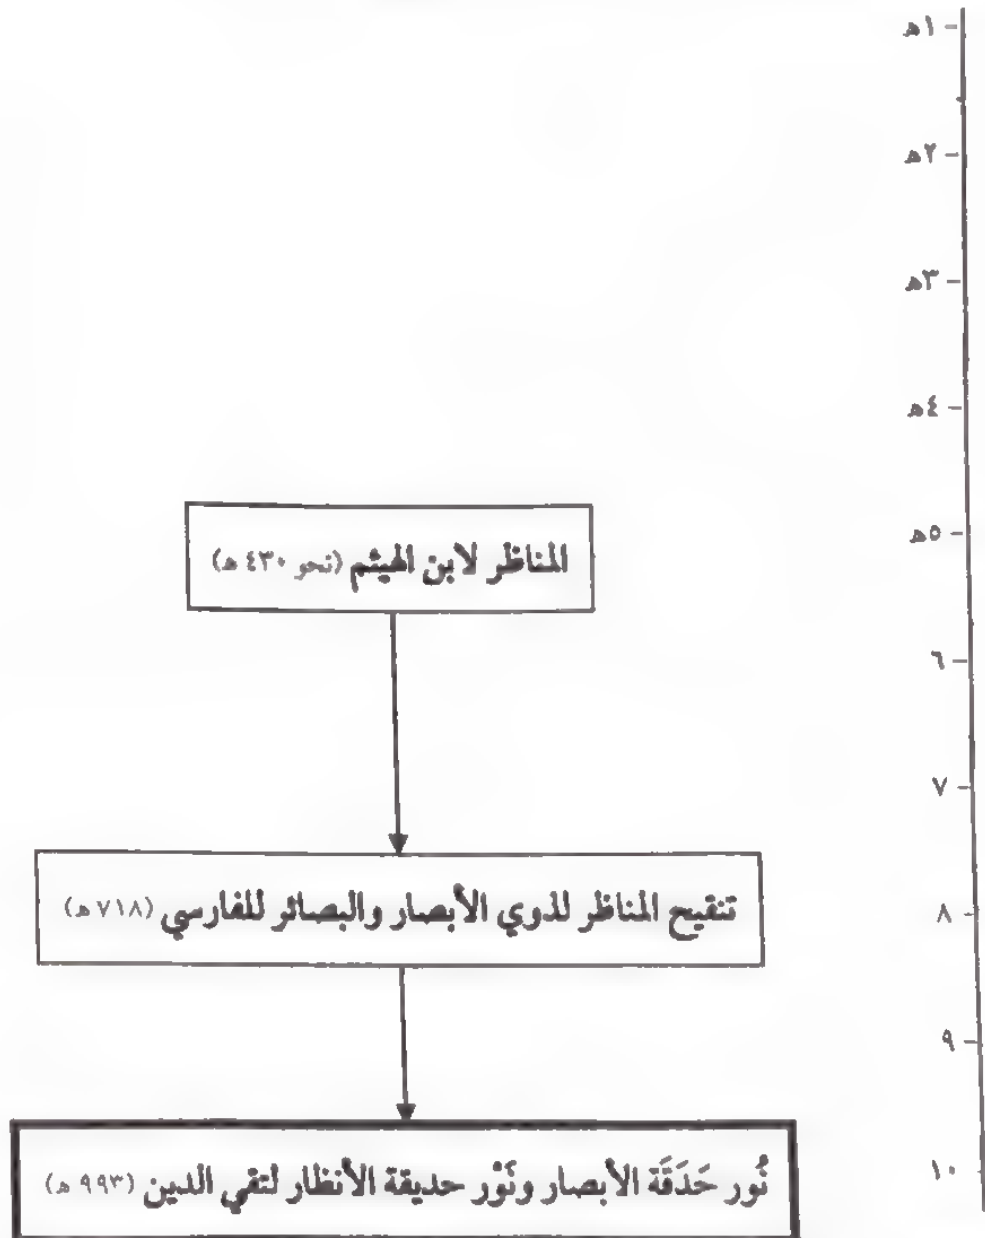 ١هـ
٢هـ
٣هـ
٤هـ
٥هـ
المناظر لابن الهيثم (نحو ٤٣٠ هـ)
٦
٧
تنقيح المناظر لذوي الأبصار والبصائر للفارسي (٧١٨ هـ)
٨
٩
نُور حَدَقَة الأبصار ونَوْر حديقة الأنظار لتقي الدين (٩٩٣ هـ)
١٠